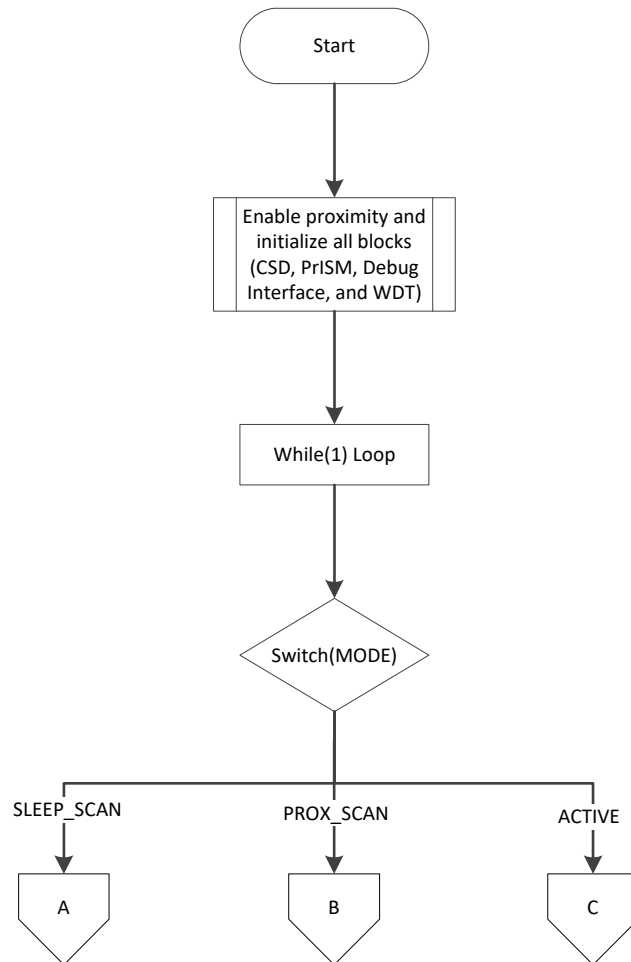 Start
Enable proximity and
initialize all blocks
(CSD, PrISM, Debug
Interface, and WDT)
While(1) Loop
Switch(MODE)
SLEEP_SCAN
PROX_SCAN
ACTIVE
A
B
C